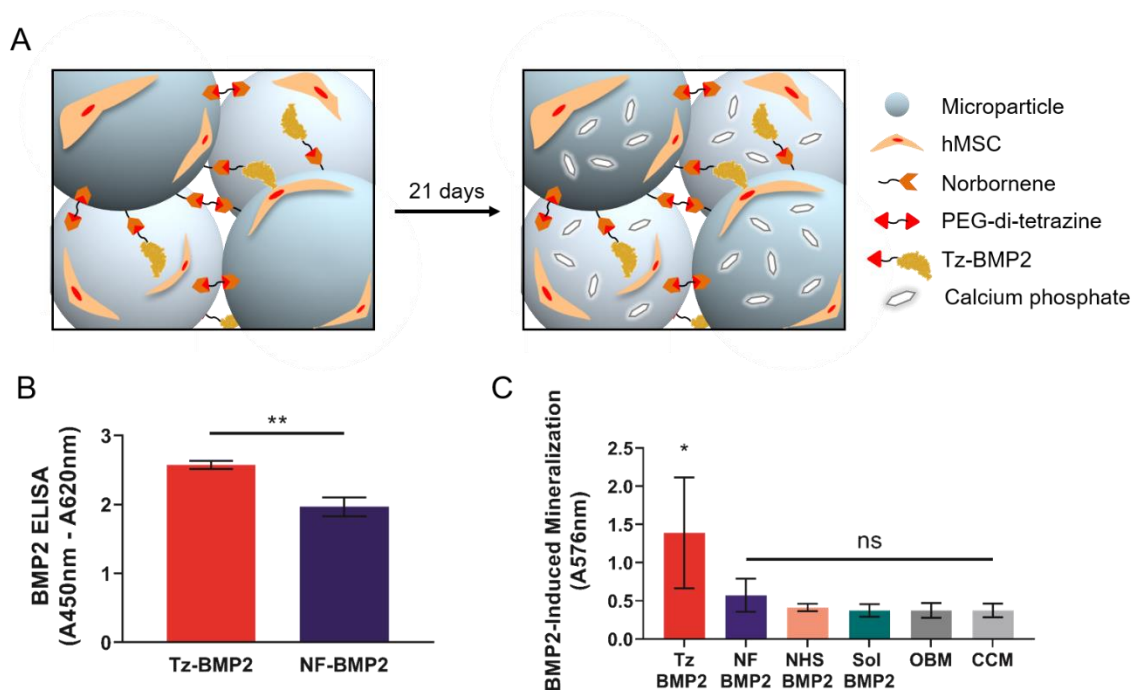 A
21 days
Microparticle
hMSC
Norbornene
PEG-di-tetrazine
Tz-BMP2
Calcium phosphate
B
BMP2 ELISA
(A450nm - A620nm)
3
2
1
0
**
Tz-BMP2
NF-BMP2
C
BMP2-Induced Mineralization
(A576nm)
2.5
2.0
1.5
1.0
0.5
0.0
*
ns
Tz
BMP2
NF
BMP2
NHS
BMP2
Sol
BMP2
OBM
CCM